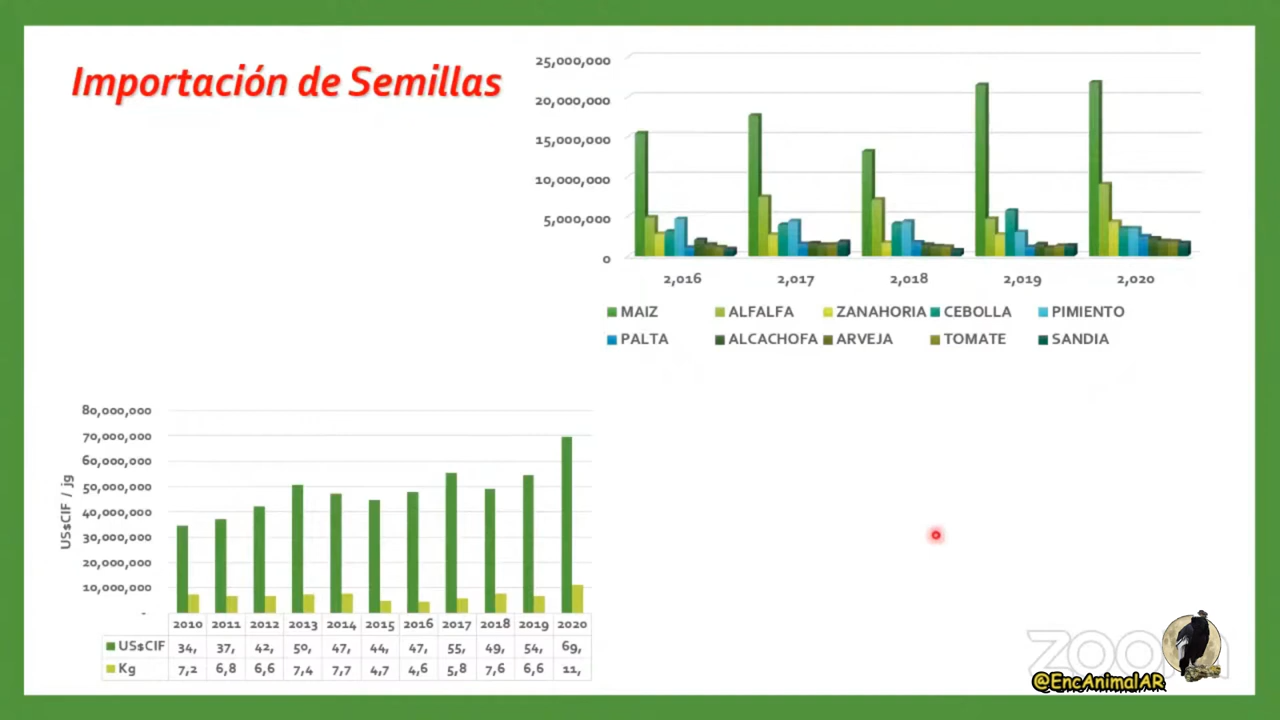 Importación de Semillas
25,000,000
20,000,000
15,000,000
10,000,000
5,000,000
0
2,016 2,017 2,018 2,019 2,020
MAIZ ALFALFA ZANAHORIA CEBOLLA PIMIENTO
PALTA ALCACHOFA ARVEJA TOMATE SANDIA
US$CIF / jg
80,000,000
70,000,000
60,000,000
50,000,000
40,000,000
30,000,000
20,000,000
10,000,000
-
2010 2011 2012 2013 2014 2015 2016 2017 2018 2019 2020
US$CIF 34, 37, 42, 50, 47, 44, 47, 55, 49, 54, 69,
Kg 7,2 6,8 6,6 7,4 7,7 4,7 4,6 5,8 7,6 6,6 11,
zoom
@EncAnimalAR